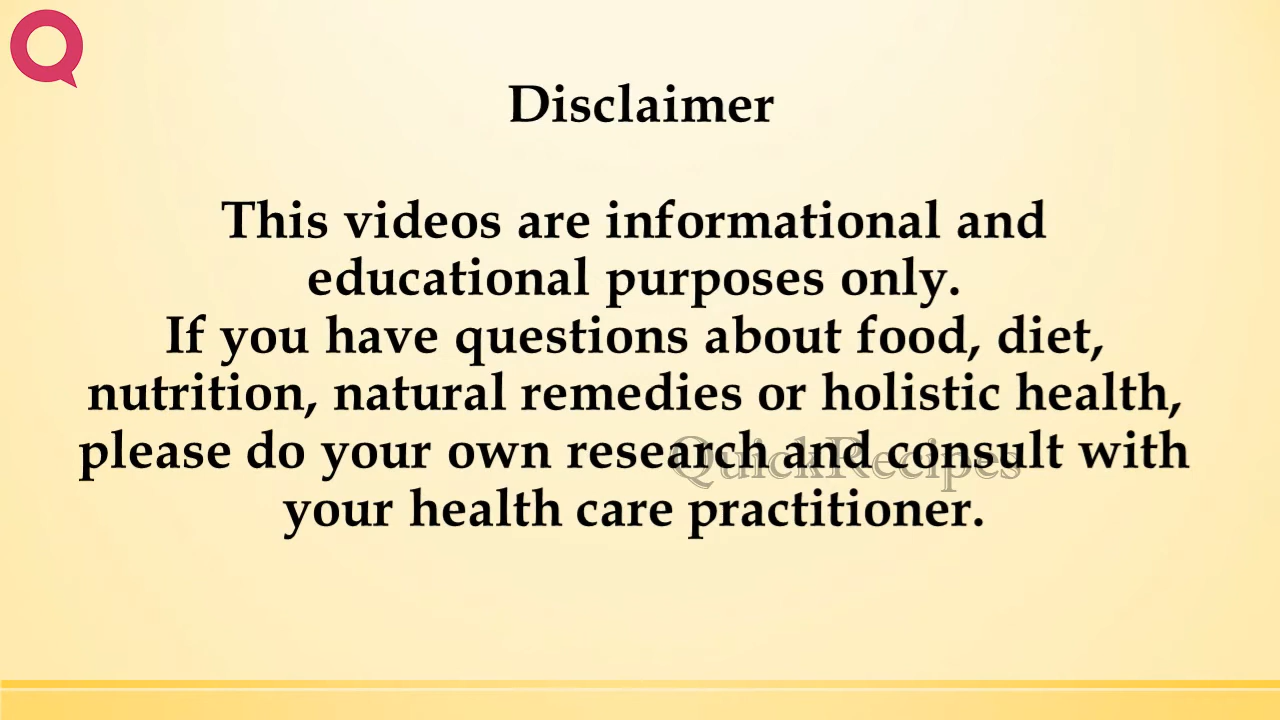 Disclaimer
This videos are informational and
educational purposes only.
If you have questions about food, diet,
nutrition, natural remedies or holistic health,
please do your own research and consult with
QuickRecipes
your health care practitioner.